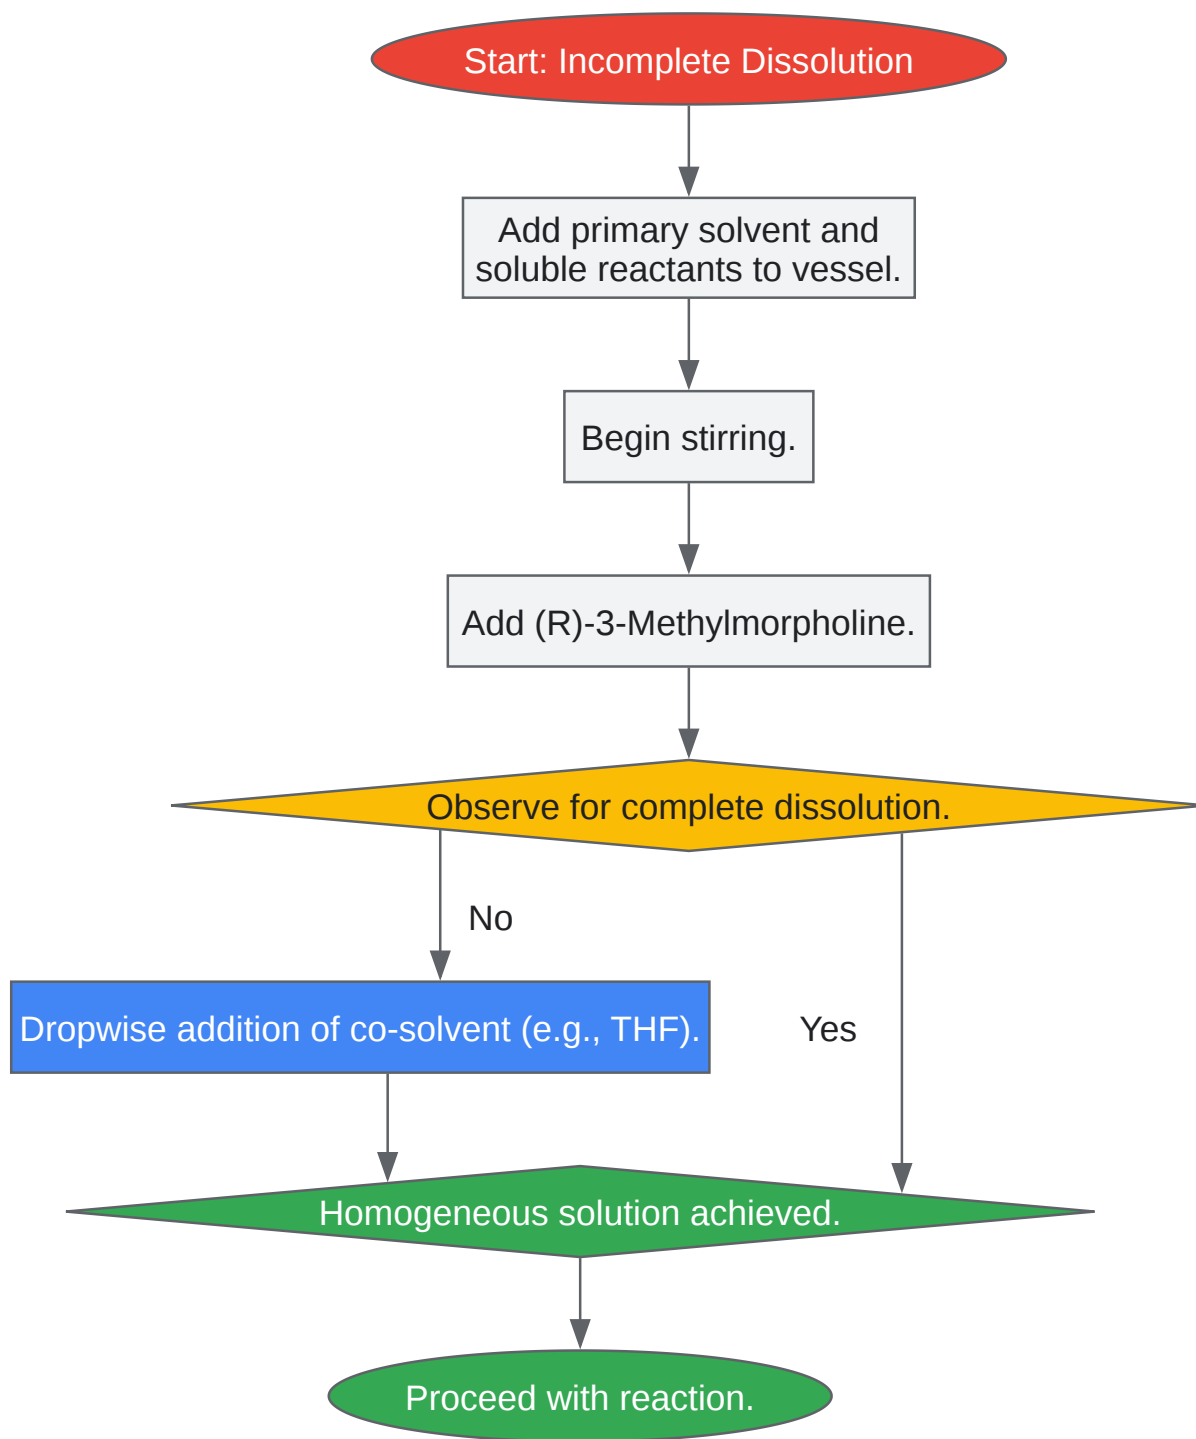 Start: Incomplete Dissolution
Add primary solvent and
soluble reactants to vessel.
Begin stirring.
Add (R)-3-Methylmorpholine.
Observe for complete dissolution.
No
Dropwise addition of co-solvent (e.g., THF).
Yes
Homogeneous solution achieved.
Proceed with reaction.